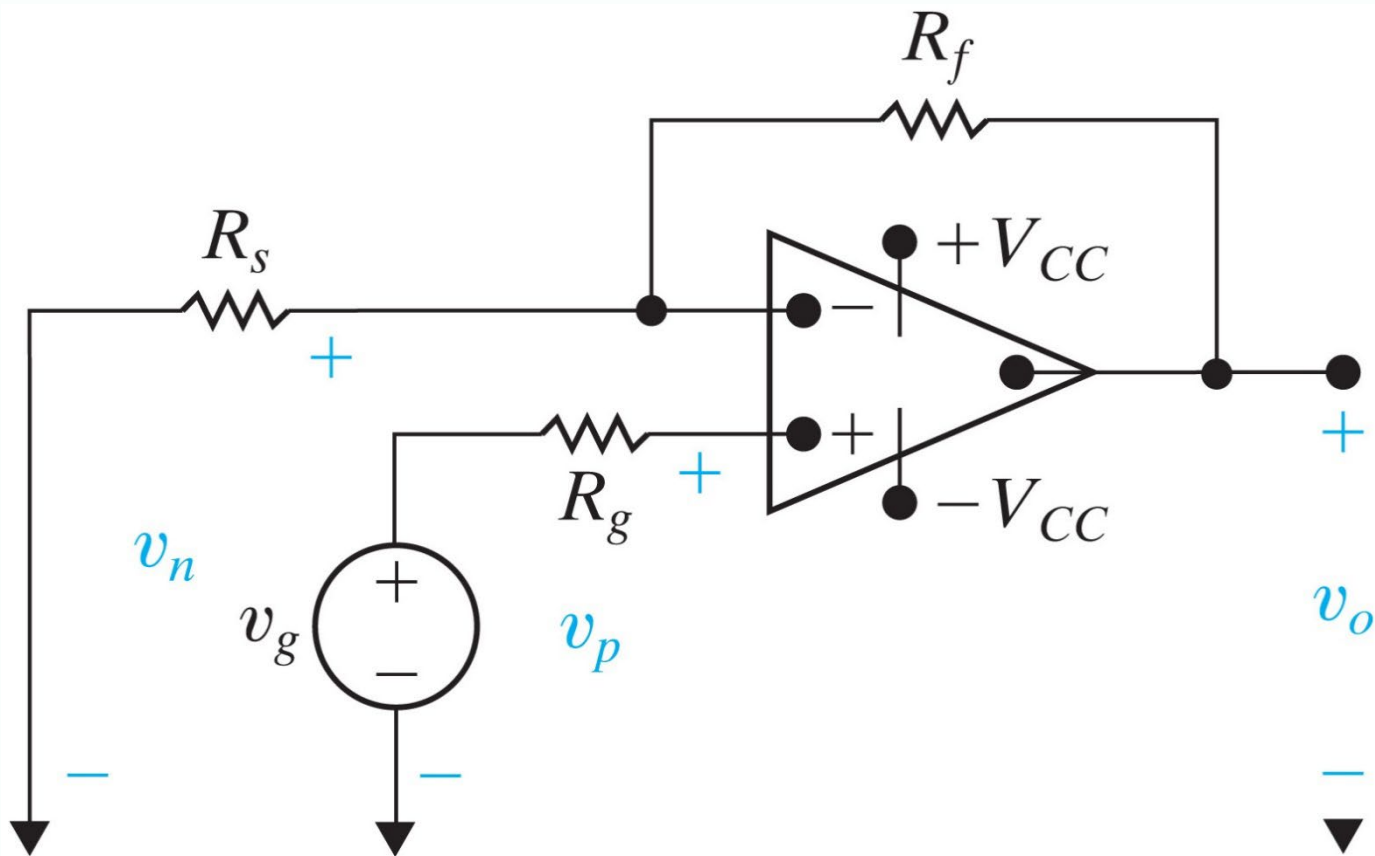 R_f
R_s
+V_CC
−
+
+
R_g
+
−V_CC
+
v_n
v_g
+
−
v_p
v_o
−
−
−